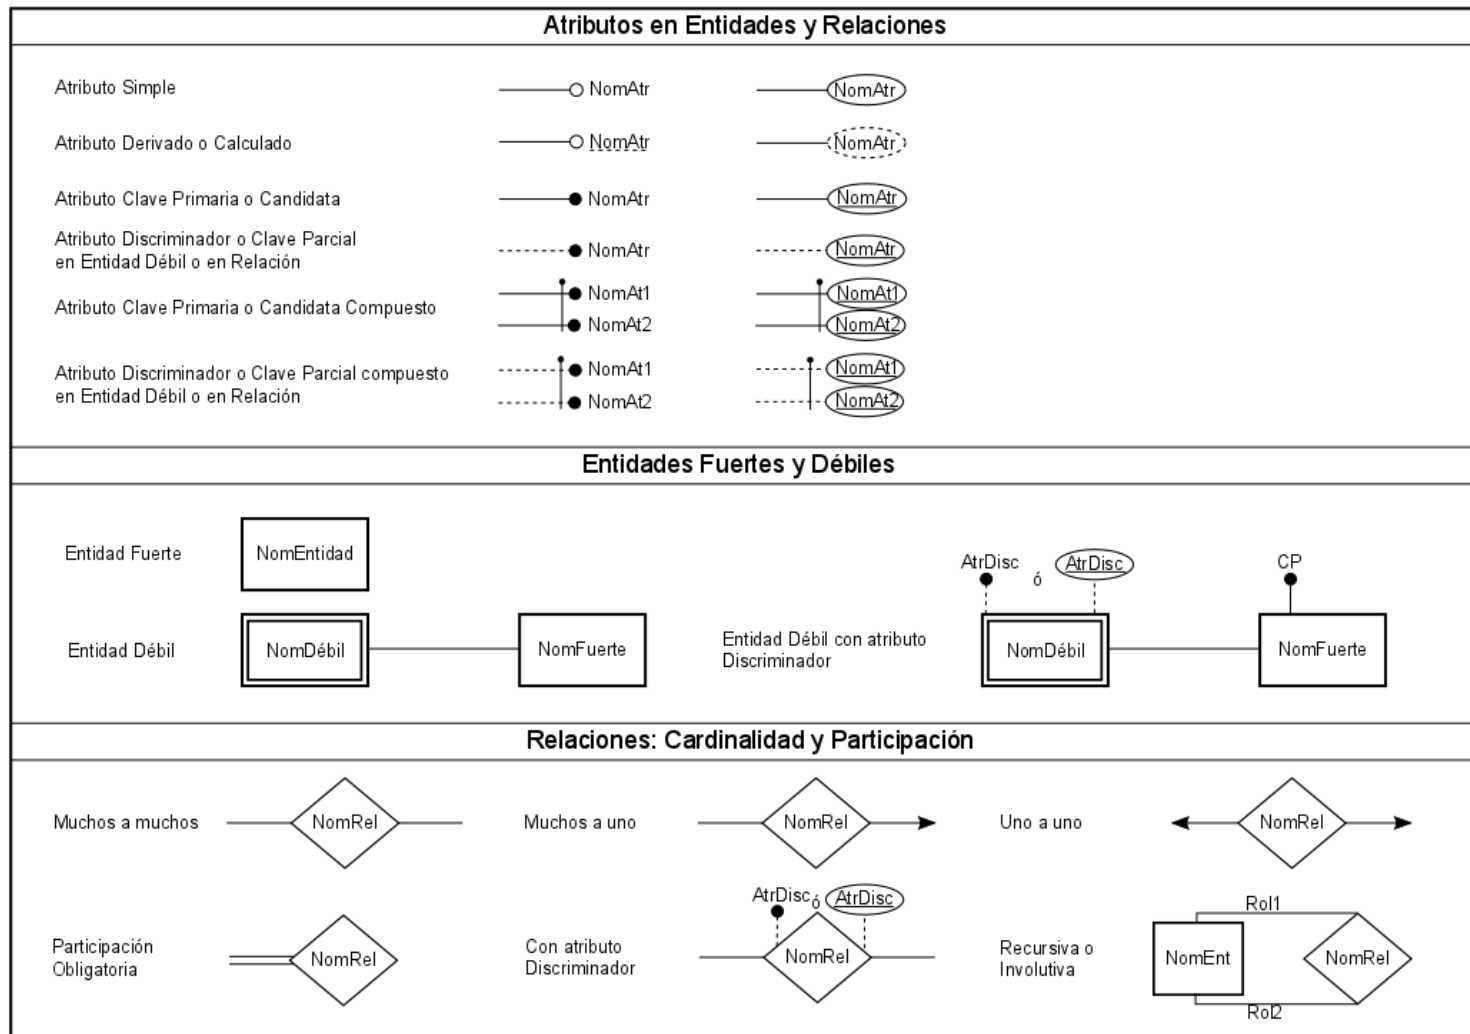 Atributos en Entidades y Relaciones
Atributo Simple
NomAtr
NomAtr
Atributo Derivado o Calculado
NomAtr
NomAtr
Atributo Clave Primaria o Candidata
NomAtr
NomAtr
Atributo Discriminador o Clave Parcial
en Entidad Débil o en Relación
NomAtr
NomAtr
Atributo Clave Primaria o Candidata Compuesto
NomAt1
NomAt2
NomAt1
NomAt2
Atributo Discriminador o Clave Parcial compuesto
en Entidad Débil o en Relación
NomAt1
NomAt2
NomAt1
NomAt2
Entidades Fuertes y Débiles
Entidad Fuerte
NomEntidad
Entidad Débil
NomDébil
NomFuerte
Entidad Débil con atributo
Discriminador
AtrDisc
ó
AtrDisc
CP
NomDébil
NomFuerte
Relaciones: Cardinalidad y Participación
Muchos a muchos
NomRel
Muchos a uno
NomRel
Uno a uno
NomRel
Participación
Obligatoria
NomRel
Con atributo
Discriminador
AtrDisc
ó
AtrDisc
NomRel
Recursiva o
Involutiva
Rol1
NomEnt
NomRel
Rol2